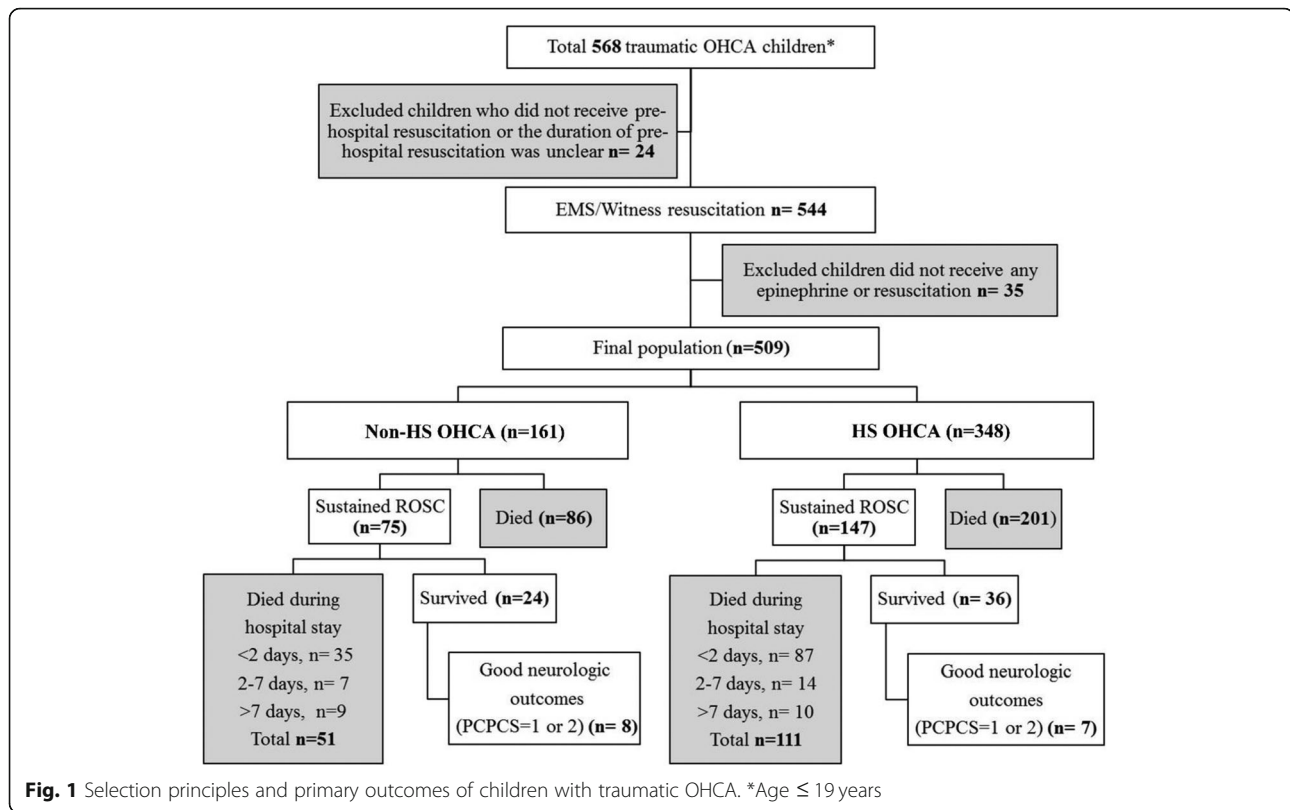 Total 568 traumatic OHCA children*
Excluded children who did not receive pre-
hospital resuscitation or the duration of pre-
hospital resuscitation was unclear n= 24
EMS/Witness resuscitation n= 544
Excluded children did not receive any
epinephrine or resuscitation n= 35
Final population (n=509)
Non-HS OHCA (n=161)
HS OHCA (n=348)
Sustained ROSC
(n=75)
Died (n=86)
Sustained ROSC
(n=147)
Died (n=201)
Died during
hospital stay
<2 days, n= 35
2-7 days, n= 7
>7 days, n=9
Total n=51
Survived (n=24)
Good neurologic
outcomes
(PCPCS=1 or 2) (n= 8)
Died during
hospital stay
<2 days, n= 87
2-7 days, n= 14
>7 days, n= 10
Total n=111
Survived (n= 36)
Good neurologic
outcomes
(PCPCS=1 or 2) (n= 7)
Fig. 1 Selection principles and primary outcomes of children with traumatic OHCA. *Age ≤ 19 years